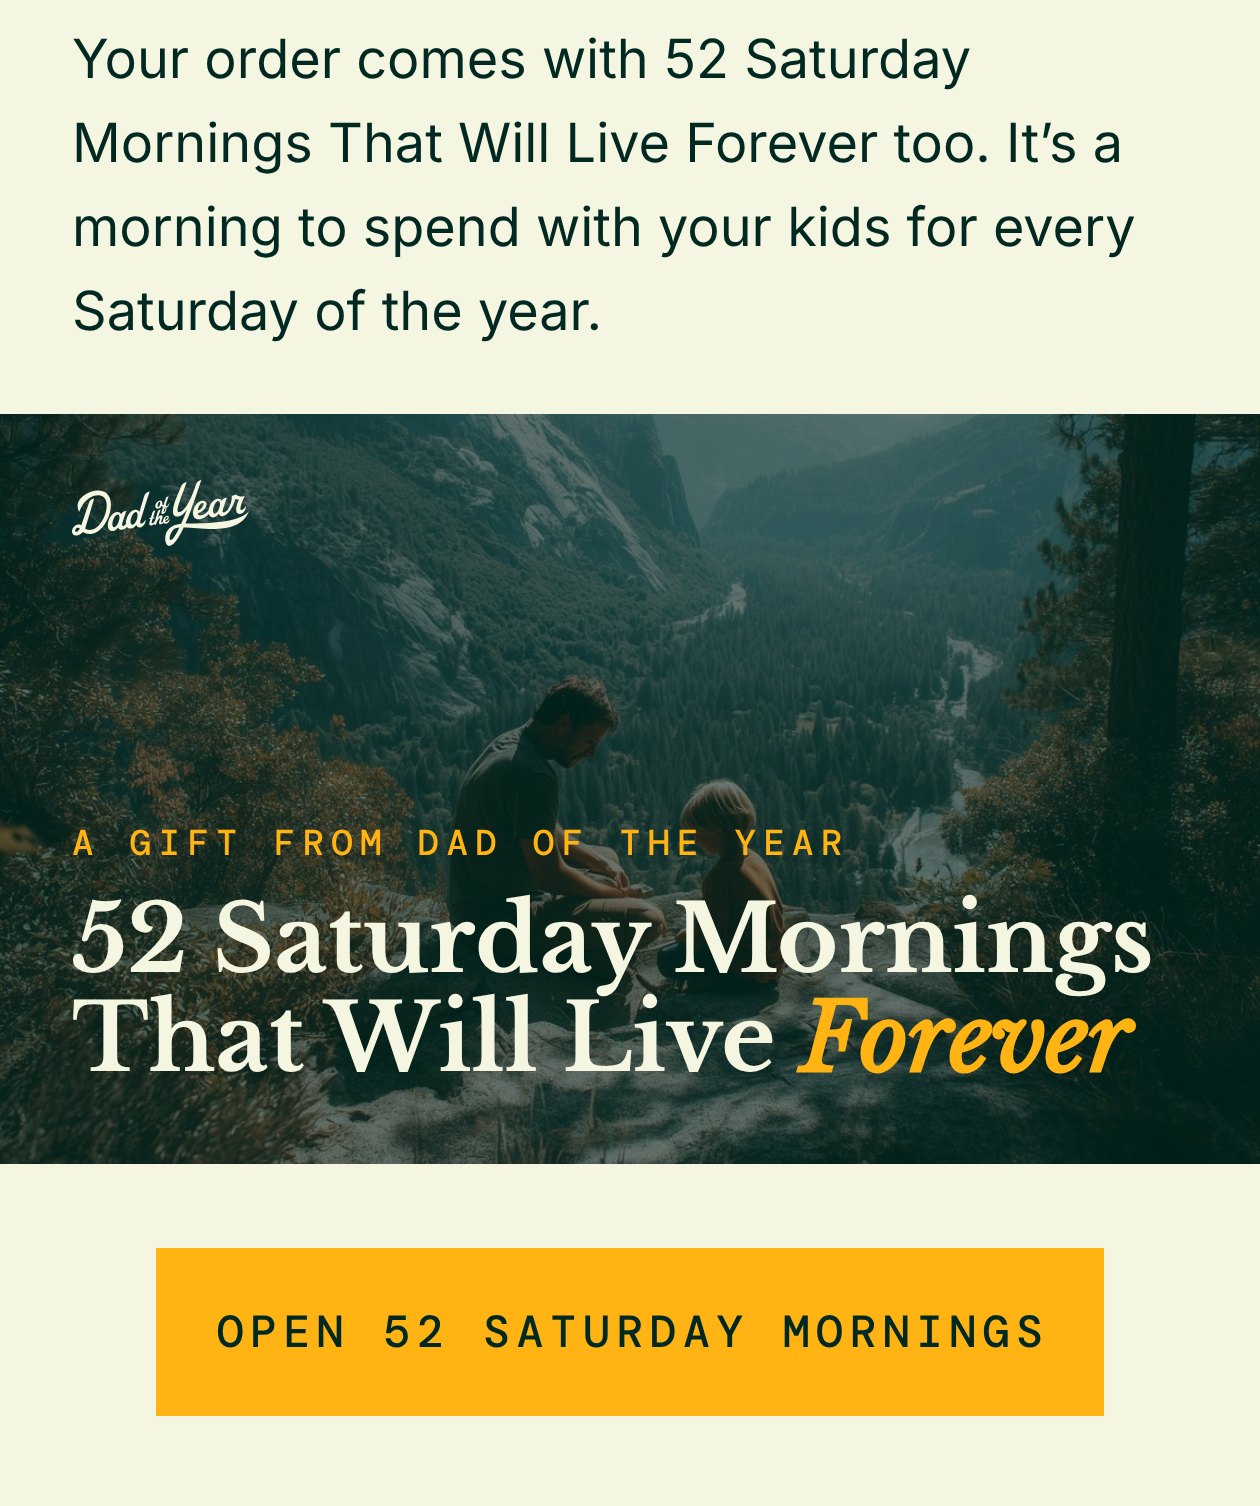 Your order comes with 52 Saturday
Mornings That Will Live Forever too. It’s a
morning to spend with your kids for every
Saturday of the year.
Dad of the Year
A GIFT FROM DAD OF THE YEAR
52 Saturday Mornings
That Will Live Forever
OPEN 52 SATURDAY MORNINGS